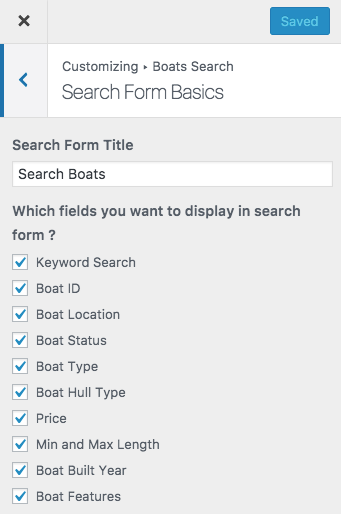 Saved
Customizing ▸ Boats Search
Search Form Basics
Search Form Title
Search Boats
Which fields you want to display in search
form ?
Keyword Search
Boat ID
Boat Location
Boat Status
Boat Type
Boat Hull Type
Price
Min and Max Length
Boat Built Year
Boat Features